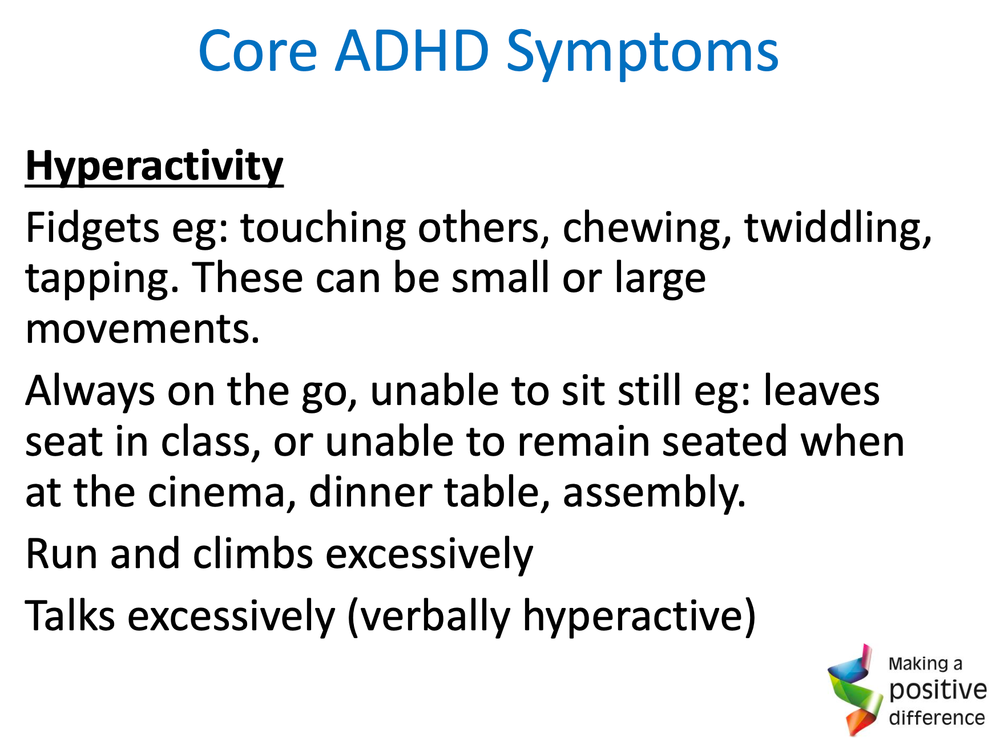 Core ADHD Symptoms
Hyperactivity
Fidgets eg: touching others, chewing, twiddling,
tapping. These can be small or large
movements.
Always on the go, unable to sit still eg: leaves
seat in class, or unable to remain seated when
at the cinema, dinner table, assembly.
Run and climbs excessively
Talks excessively (verbally hyperactive)
Making a
positive
difference